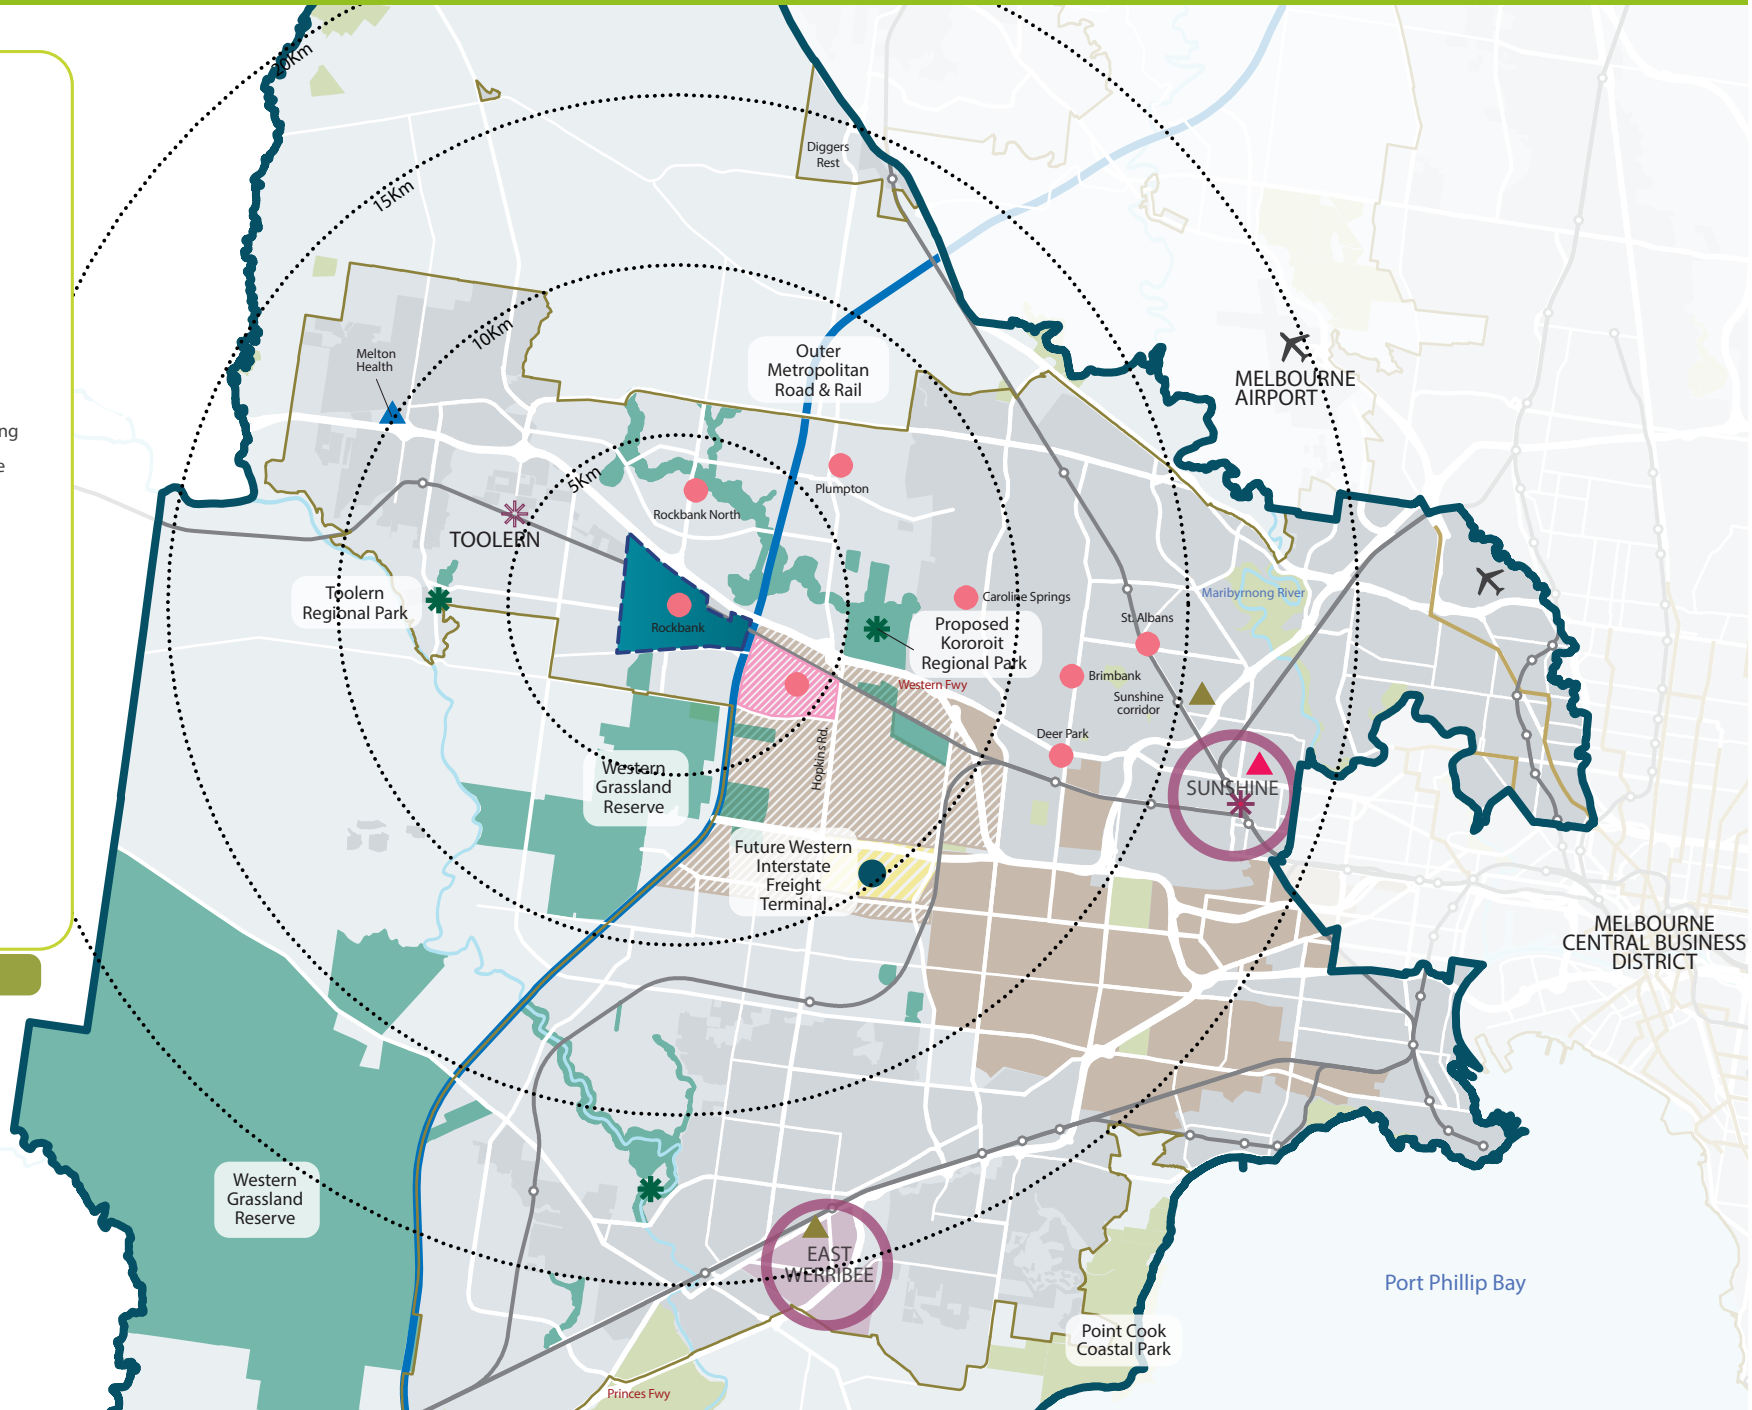 20Km
15Km
10Km
5Km
ng
e
Diggers
Rest
Melton
Health
Outer
Metropolitan
Road & Rail
MELBOURNE
AIRPORT
Plumpton
Rockbank North
TOOLERN
Toolern
Regional Park
Rockbank
Caroline Springs
Proposed
Kororoit
Regional Park
Maribyrnong River
St. Albans
Brimbank
Western Fwy
Sunshine
corridor
Deer Park
Hopkins Rd
Western
Grassland
Reserve
SUNSHINE
Future Western
Interstate
Freight
Terminal
MELBOURNE
CENTRAL BUSINESS
DISTRICT
Western
Grassland
Reserve
EAST
WERRIBEE
Port Phillip Bay
Point Cook
Coastal Park
Princes Fwy